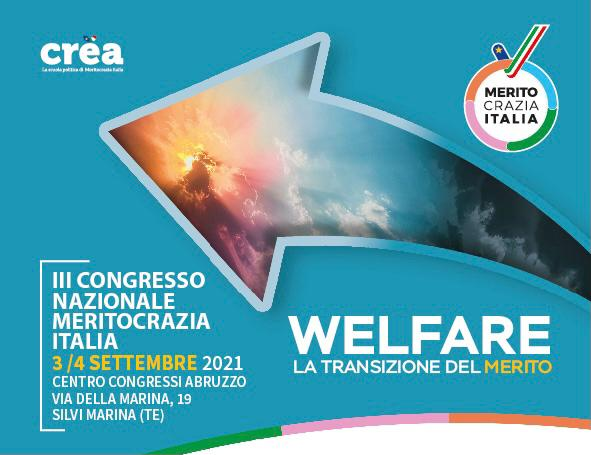 crea
La scuola politica di Meritocrazia Italia
MERITO
CRAZIA
ITALIA
III CONGRESSO
NAZIONALE
MERITOCRAZIA
ITALIA
3 /4 SETTEMBRE 2021
CENTRO CONGRESSI ABRUZZO
VIA DELLA MARINA, 19
SILVI MARINA (TE)
WELFARE
LA TRANSIZIONE DEL MERITO